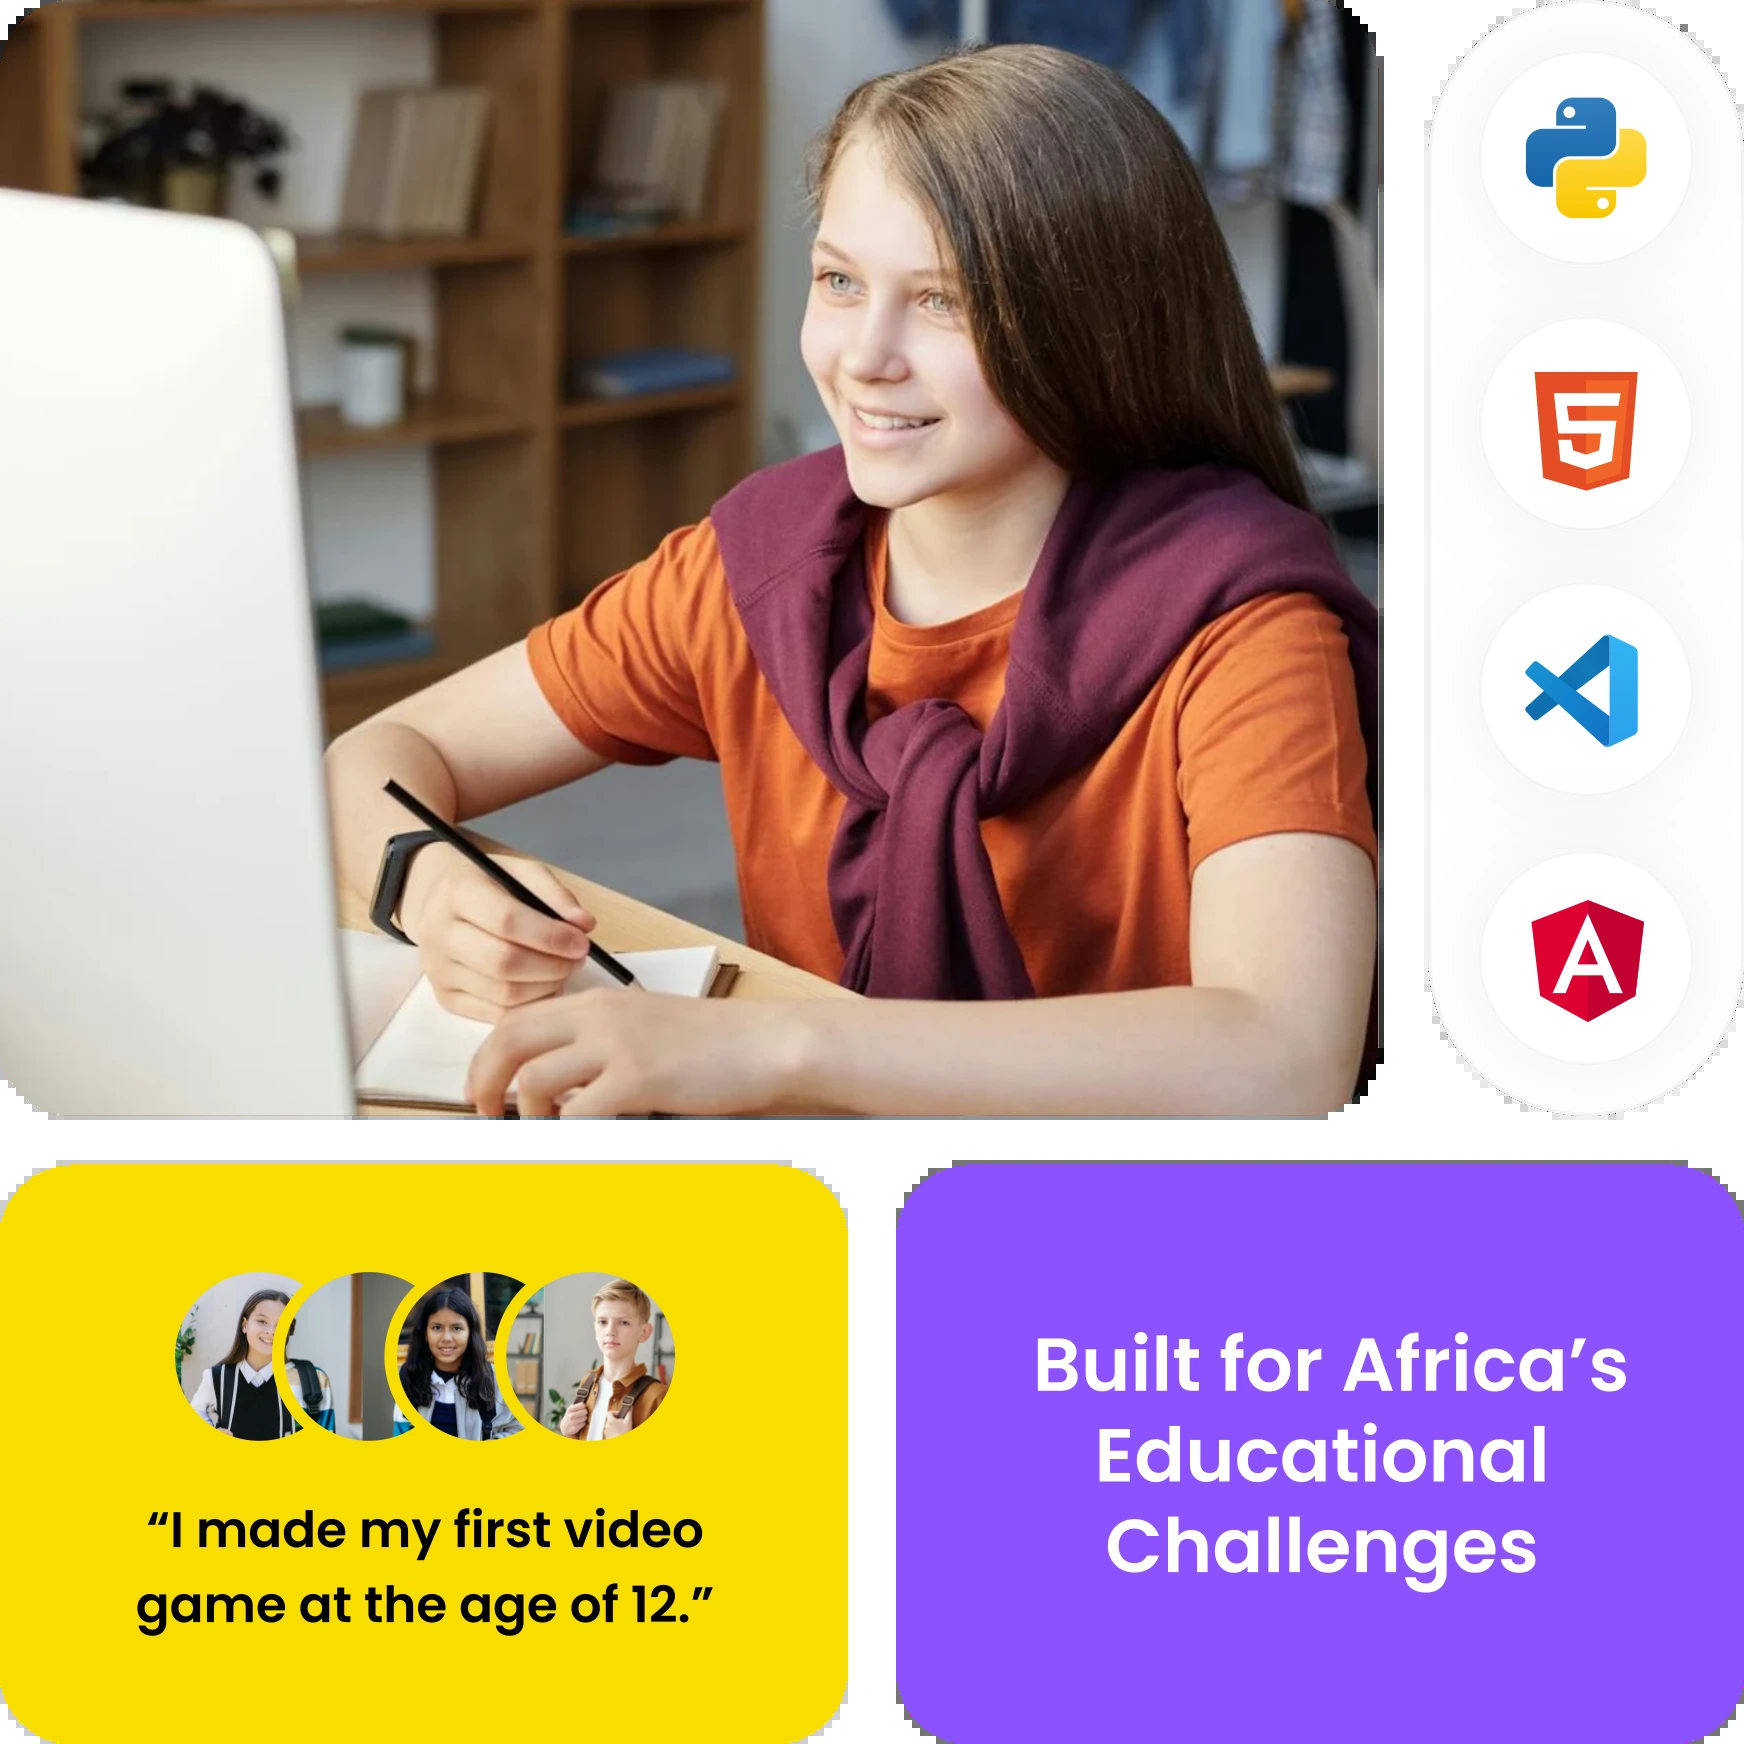 “I made my first video
game at the age of 12.”
Built for Africa’s
Educational
Challenges